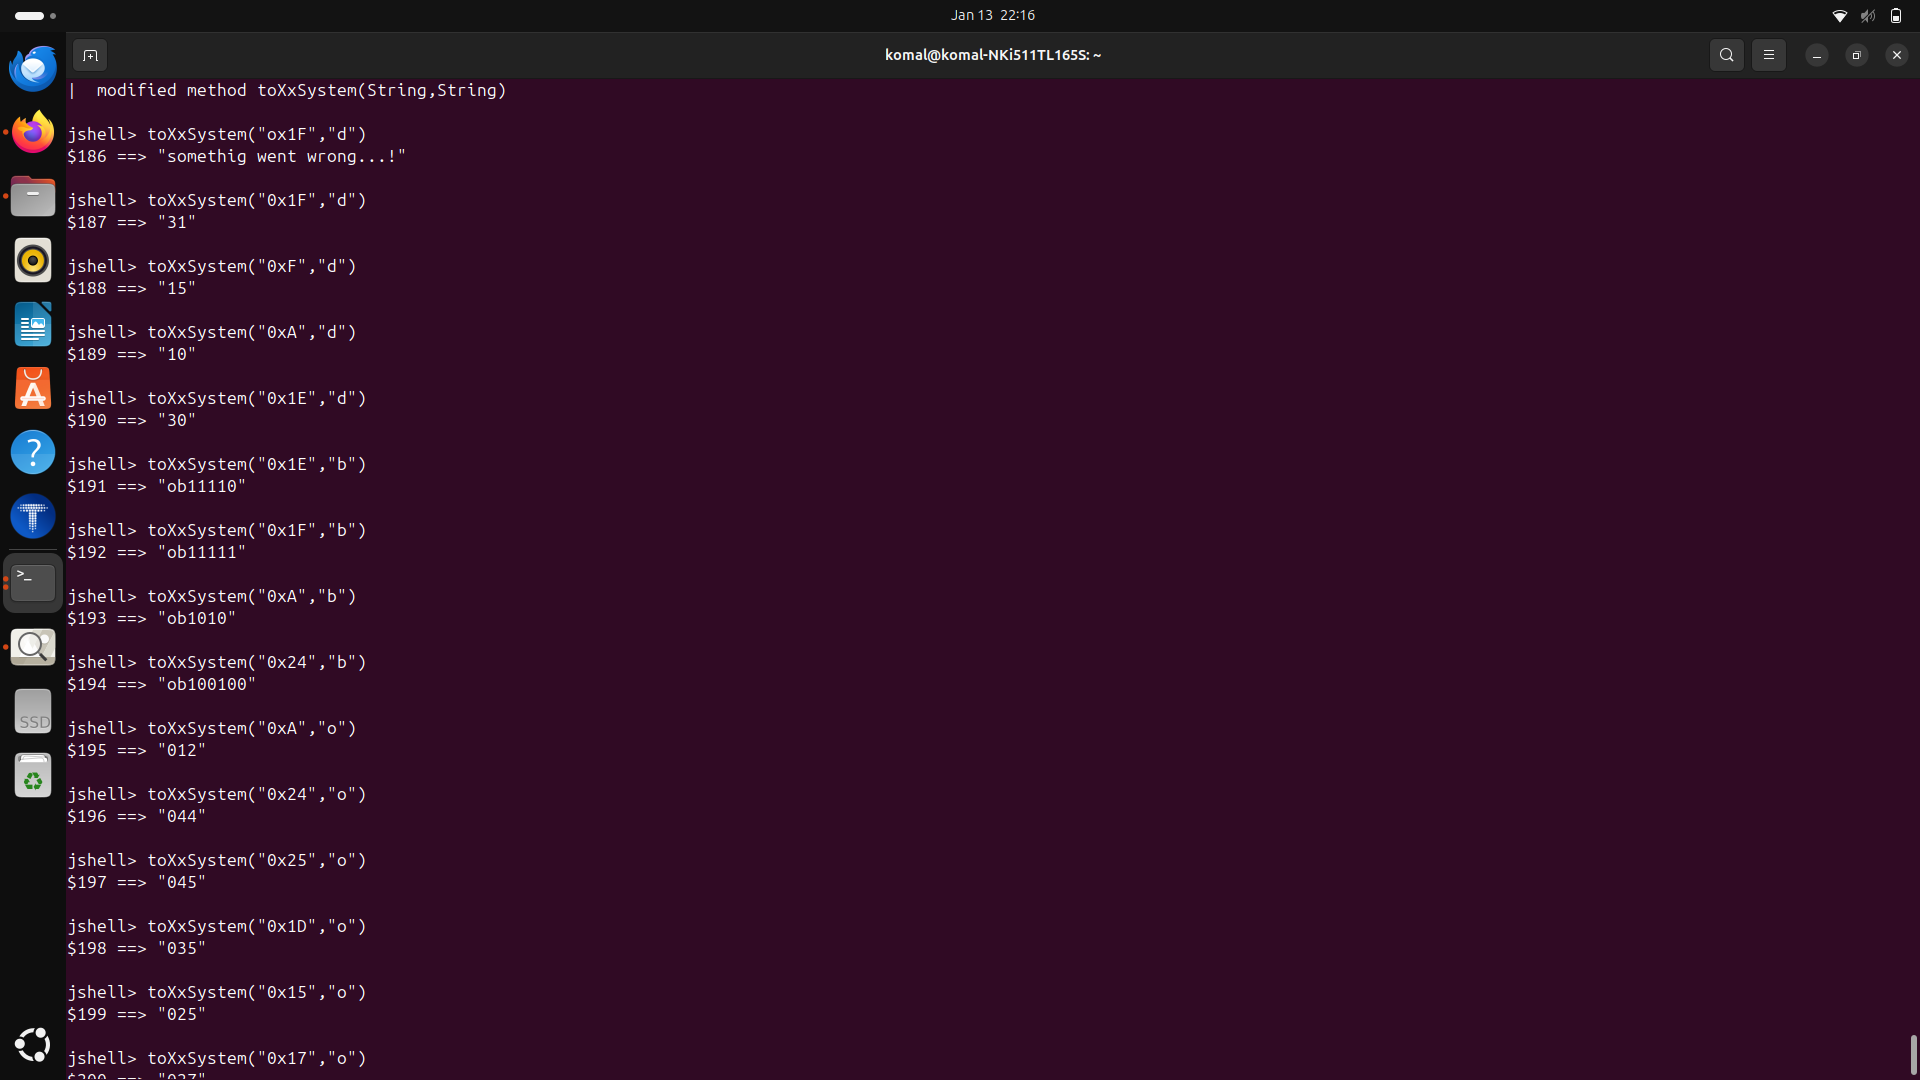 Jan 13 22:16
komal@komal-NKi511TL165S: ~
| modified method toXxSystem(String,String)
jshell> toXxSystem("ox1F","d")
$186 ==> "somethig went wrong...!"
jshell> toXxSystem("0x1F","d")
$187 ==> "31"
jshell> toXxSystem("0xF","d")
$188 ==> "15"
jshell> toXxSystem("0xA","d")
$189 ==> "10"
jshell> toXxSystem("0x1E","d")
$190 ==> "30"
jshell> toXxSystem("0x1E","b")
$191 ==> "ob11110"
jshell> toXxSystem("0x1F","b")
$192 ==> "ob11111"
jshell> toXxSystem("0xA","b")
$193 ==> "ob1010"
jshell> toXxSystem("0x24","b")
$194 ==> "ob100100"
jshell> toXxSystem("0xA","o")
$195 ==> "012"
jshell> toXxSystem("0x24","o")
$196 ==> "044"
jshell> toXxSystem("0x25","o")
$197 ==> "045"
jshell> toXxSystem("0x1D","o")
$198 ==> "035"
jshell> toXxSystem("0x15","o")
$199 ==> "025"
jshell> toXxSystem("0x17","o")
$200 ==> "027"
SSD